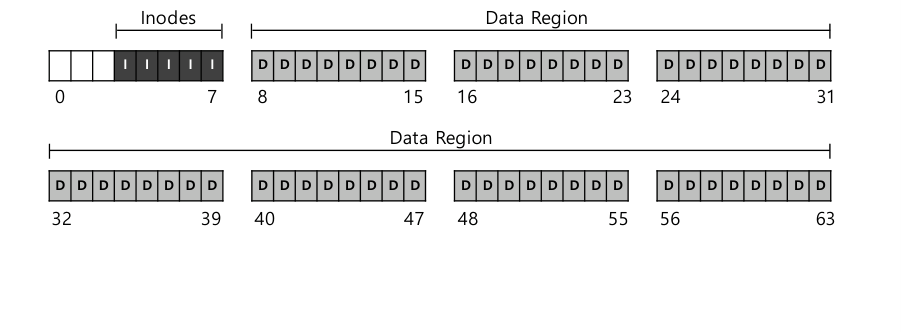 Inodes Data Region
I I I I I D D D D D D D D D D D D D D D D D D D D D D D D
0 7 8 15 16 23 24 31
Data Region
D D D D D D D D D D D D D D D D D D D D D D D D D D D D D D D D
32 39 40 47 48 55 56 63